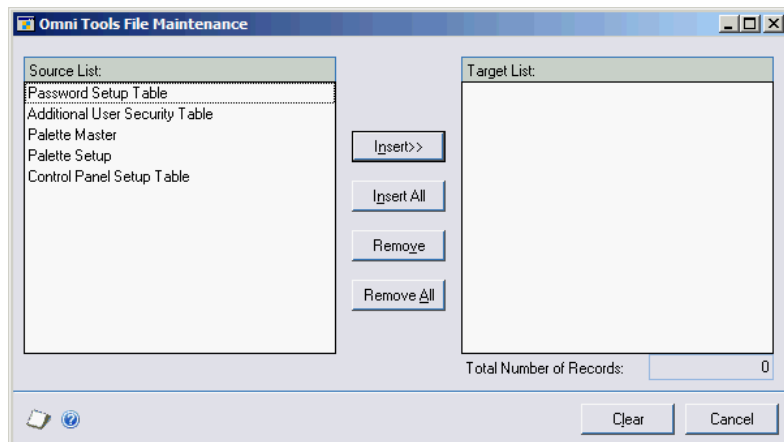 Omni Tools File Maintenance
Source List:
Password Setup Table
Additional User Security Table
Palette Master
Palette Setup
Control Panel Setup Table
Insert>>
Insert All
Remove
Remove All
Target List:
Total Number of Records: 0
Clear
Cancel